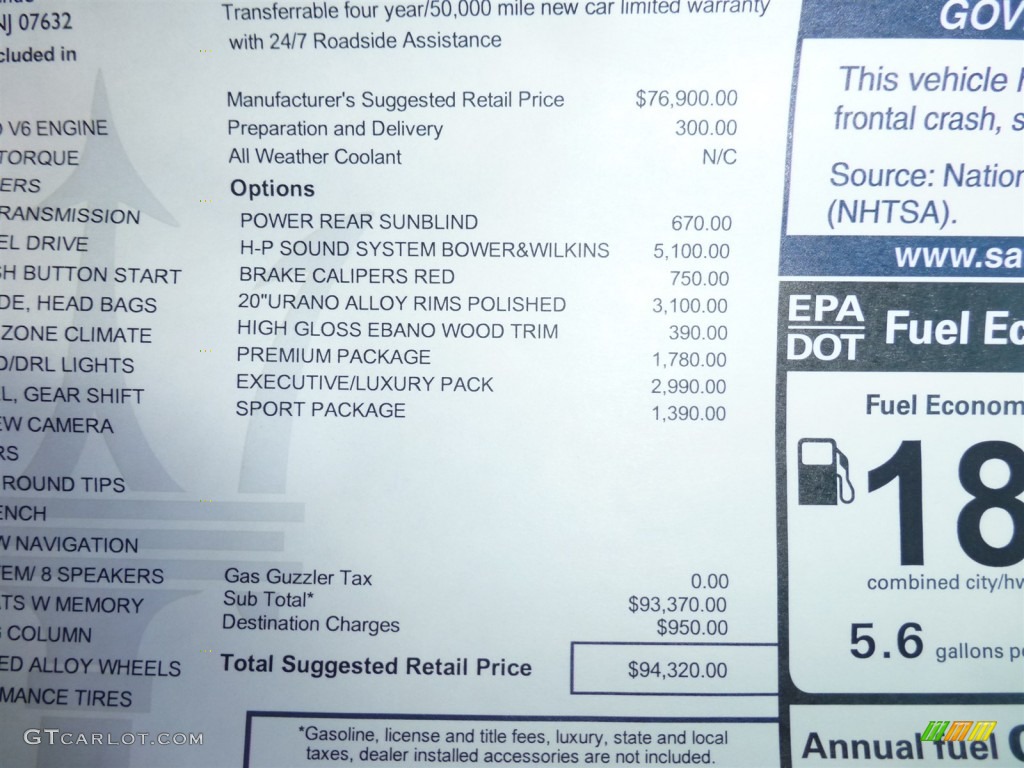 NJ 07632
cluded in
V6 ENGINE
TORQUE
ERS
RANSMISSION
EL DRIVE
SH BUTTON START
DE, HEAD BAGS
ZONE CLIMATE
D/DRL LIGHTS
L, GEAR SHIFT
EW CAMERA
RS
ROUND TIPS
ENCH
W NAVIGATION
TEM/ 8 SPEAKERS
ATS W MEMORY
G COLUMN
ED ALLOY WHEELS
MANCE TIRES
Transferrable four year/50,000 mile new car limited warranty
with 24/7 Roadside Assistance
Manufacturer's Suggested Retail Price $76,900.00
Preparation and Delivery 300.00
All Weather Coolant N/C
Options
POWER REAR SUNBLIND 670.00
H-P SOUND SYSTEM BOWER&WILKINS 5,100.00
BRAKE CALIPERS RED 750.00
20"URANO ALLOY RIMS POLISHED 3,100.00
HIGH GLOSS EBANO WOOD TRIM 390.00
PREMIUM PACKAGE 1,780.00
EXECUTIVE/LUXURY PACK 2,990.00
SPORT PACKAGE 1,390.00
Gas Guzzler Tax 0.00
Sub Total* $93,370.00
Destination Charges $950.00
Total Suggested Retail Price $94,320.00
*Gasoline, license and title fees, luxury, state and local
taxes, dealer installed accessories are not included.
GOV
This vehicle
frontal crash, s
Source: Nation
(NHTSA).
www.sa
EPA
DOT
Fuel Ec
Fuel Econom
18
combined city/hw
5.6 gallons pe
Annual fuel
GTcarlot.com